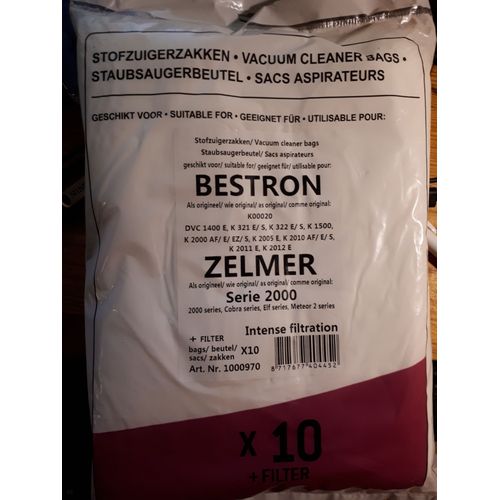 STOFZUIGERZAKKEN • VACUUM CLEANER BAGS •
STAUBSAUGERBEUTEL • SACS ASPIRATEURS
GESCHIKT VOOR • SUITABLE FOR • GEEIGNET FÜR • UTILISABLE POUR:
Stofzuigerzakken/ Vacuum cleaner bags
Staubsaugerbeutel/ Sacs aspirateurs
geschikt voor/ suitable for/ geeignet für/ utilisable pour:
BESTRON
Als origineel/ wie original/ as original/ comme original:
K00020
DVC 1400 E, K 321 E/ S, K 322 E/ S, K 1500,
K 2000 AF/ E/ EZ/ S, K 2005 E, K 2010 AF/ E/ S,
K 2011 E, K 2012 E
ZELMER
Als origineel/ wie original/ as original/ comme original:
Serie 2000
2000 series, Cobra series, Elf series, Meteor 2 series
Intense filtration
+ FILTER
bags/ beutel/
sacs/ zakken
X10
Art. Nr. 1000970
8 717677 404452
X 10
+ FILTER